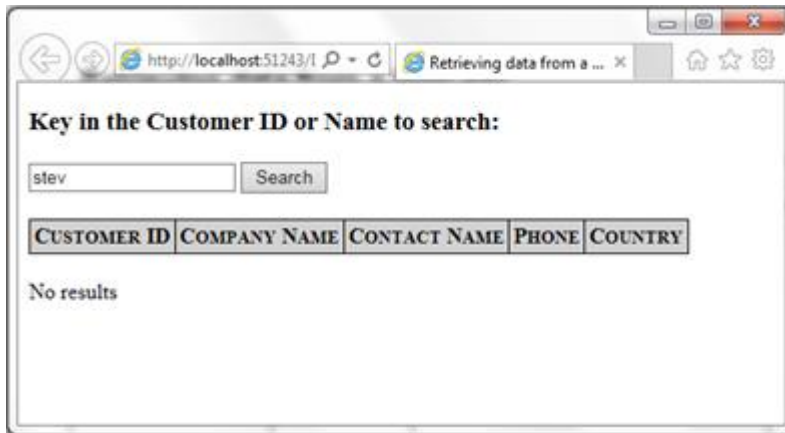 http://localhost:51243/
Retrieving data from a ...
Key in the Customer ID or Name to search:
stev
Search
CUSTOMER ID COMPANY NAME CONTACT NAME PHONE COUNTRY
No results